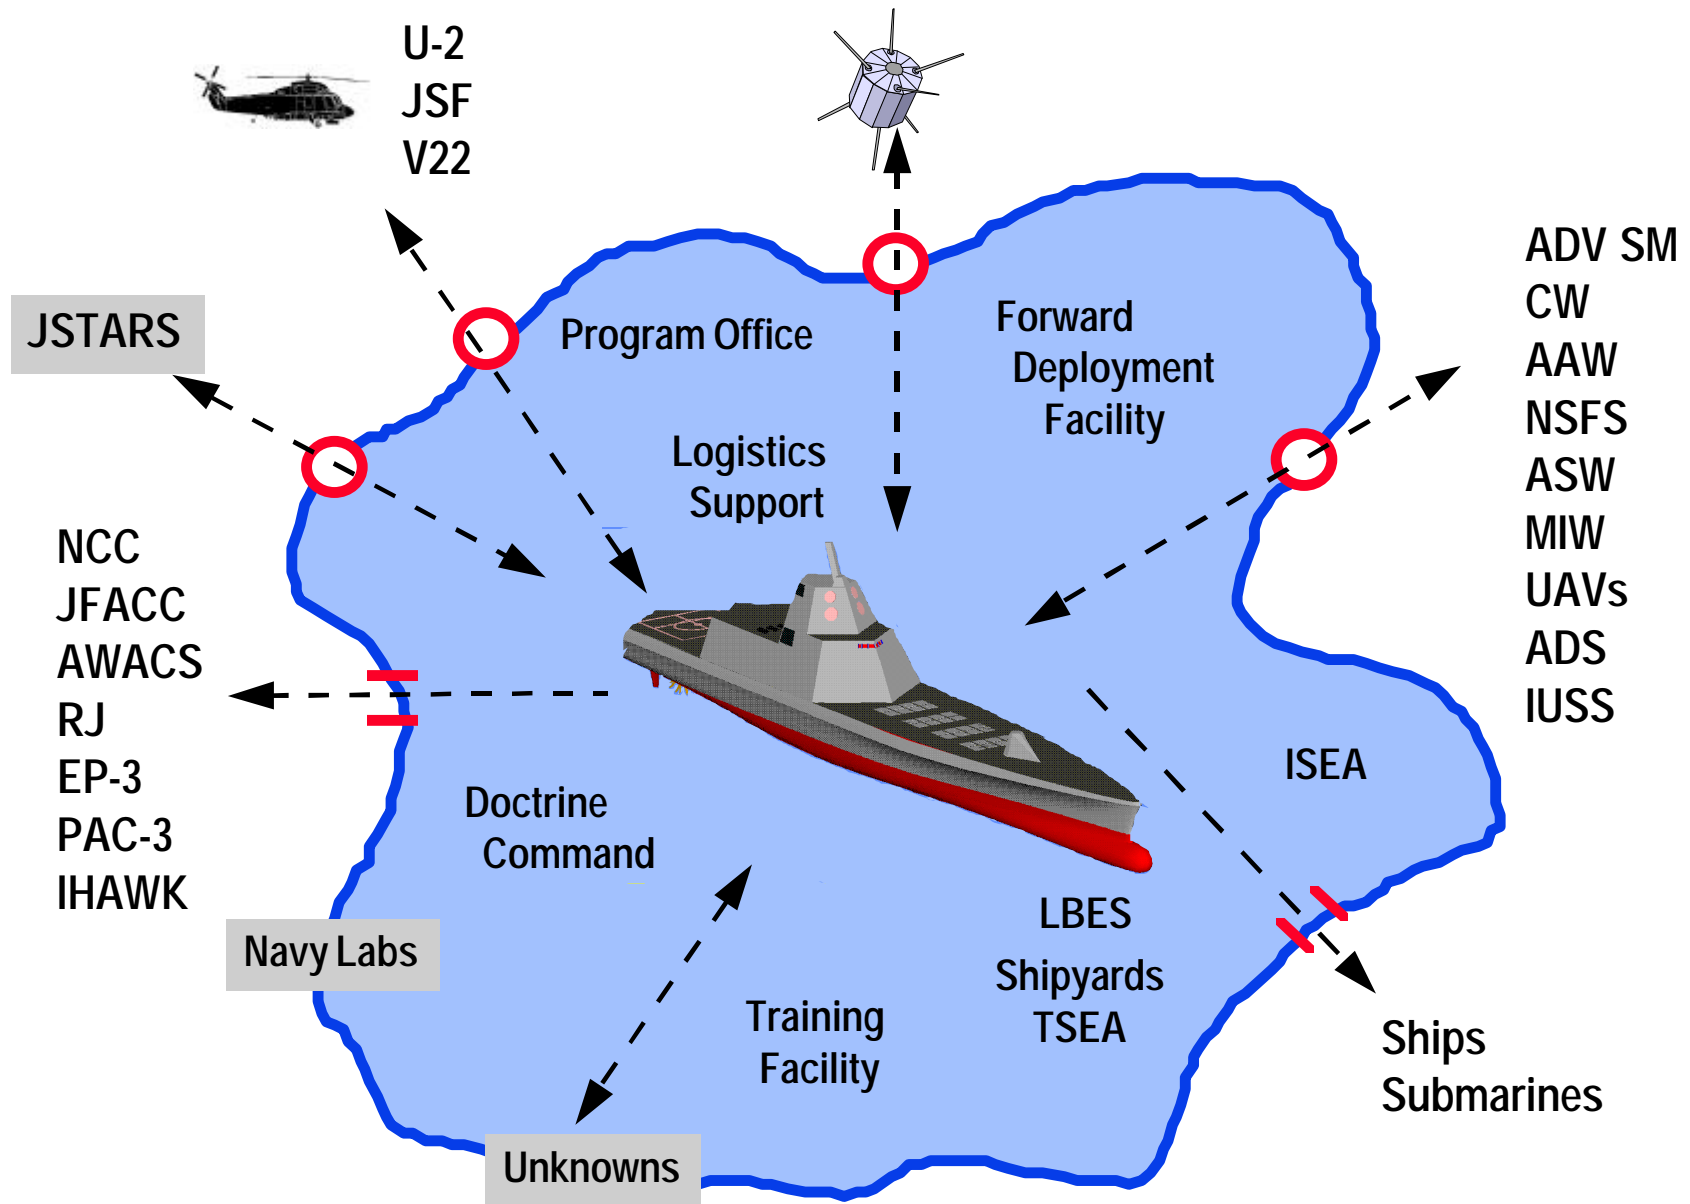 U-2
JSF
V22
JSTARS
Program Office
Forward
Deployment
Facility
Logistics
Support
ADV SM
CW
AAW
NSFS
ASW
MIW
UAVs
ADS
IUSS
NCC
JFACC
AWACS
RJ
EP-3
PAC-3
IHAWK
ISEA
Doctrine
Command
Navy Labs
LBES
Shipyards
TSEA
Training
Facility
Ships
Submarines
Unknowns